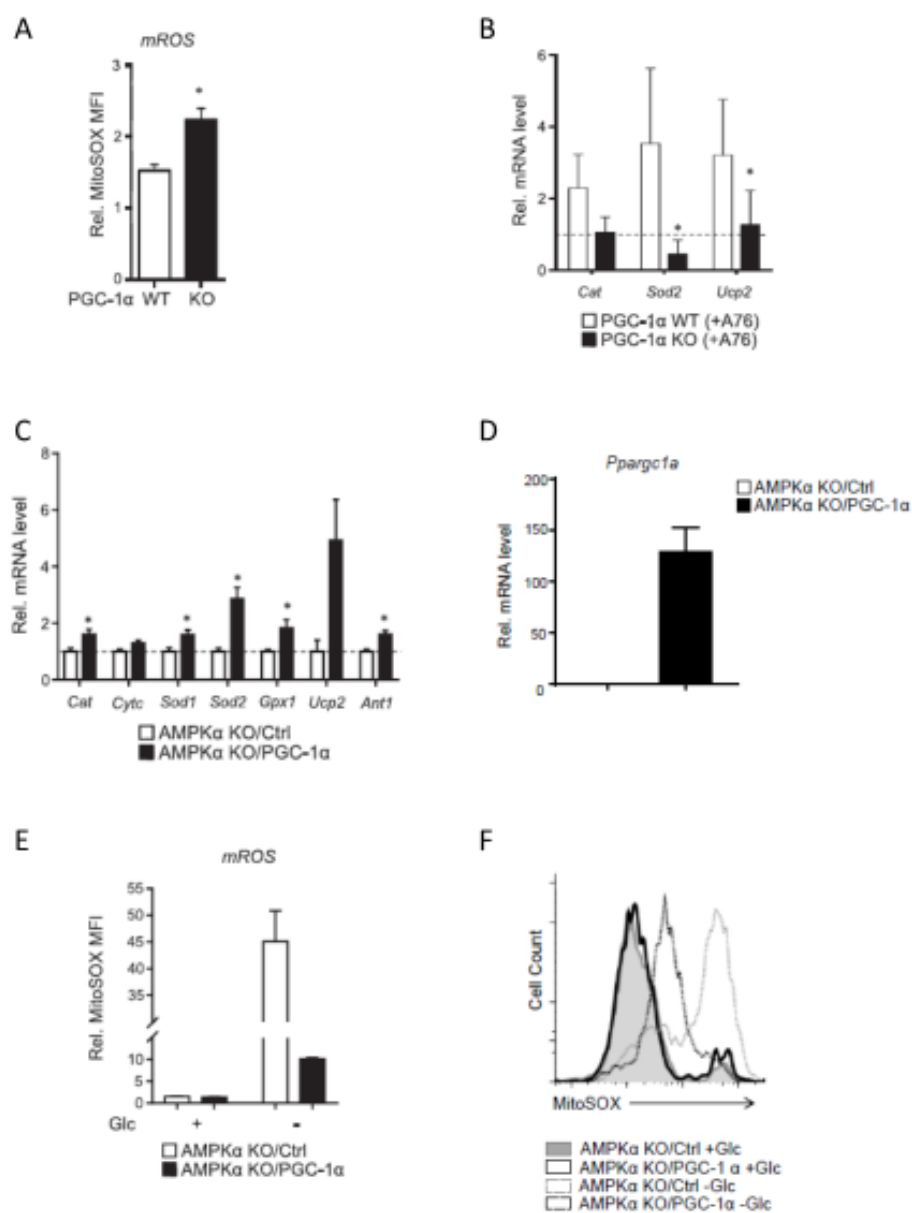 A
mROS
Rel. MitoSOX MFI
3
2
1
0
*
PGC-1α WT KO
B
Rel. mRNA level
6
4
2
0
*
*
Cat Sod2 Ucp2
PGC-1α WT (+A76)
PGC-1α KO (+A76)
C
Rel. mRNA level
8
6
4
2
0
* * * * *
Cat Cytc Sod1 Sod2 Gpx1 Ucp2 Ant1
AMPKα KO/Ctrl
AMPKα KO/PGC-1α
D
Ppargc1a
Rel. mRNA level
200
150
100
50
0
AMPKα KO/Ctrl
AMPKα KO/PGC-1α
E
mROS
Rel. MitoSOX MFI
55
50
45
40
35
10
5
0
Glc + -
AMPKα KO/Ctrl
AMPKα KO/PGC-1α
F
Cell Count
MitoSOX
AMPKα KO/Ctrl +Glc
AMPKα KO/PGC-1 α +Glc
AMPKα KO/Ctrl -Glc
AMPKα KO/PGC-1α -Glc